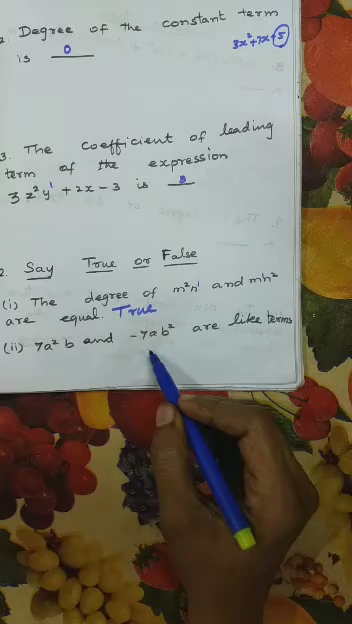 2. Degree of the constant term
is 0 3x²+7x+5
3. The coefficient of leading
term of the expression
3z²y¹ + 2x - 3 is 3
2. Say True or False
(i) The degree of m²n¹ and mn²
are equal. True
(ii) 7a²b and -7ab² are like terms